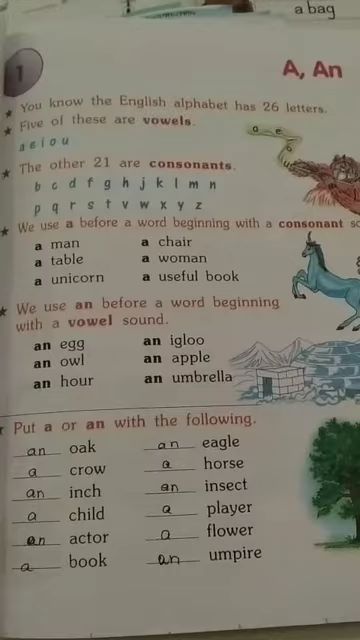 a bag
1
A, An
★ You know the English alphabet has 26 letters.
★ Five of these are vowels.
a e i o u
★ The other 21 are consonants.
b c d f g h j k l m n
p q r s t v w x y z
★ We use a before a word beginning with a consonant so
a man a chair
a table a woman
a unicorn a useful book
★ We use an before a word beginning
with a vowel sound.
an egg an igloo
an owl an apple
an hour an umbrella
Put a or an with the following.
an oak an eagle
a crow a horse
an inch an insect
a child a player
an actor a flower
a book an umpire